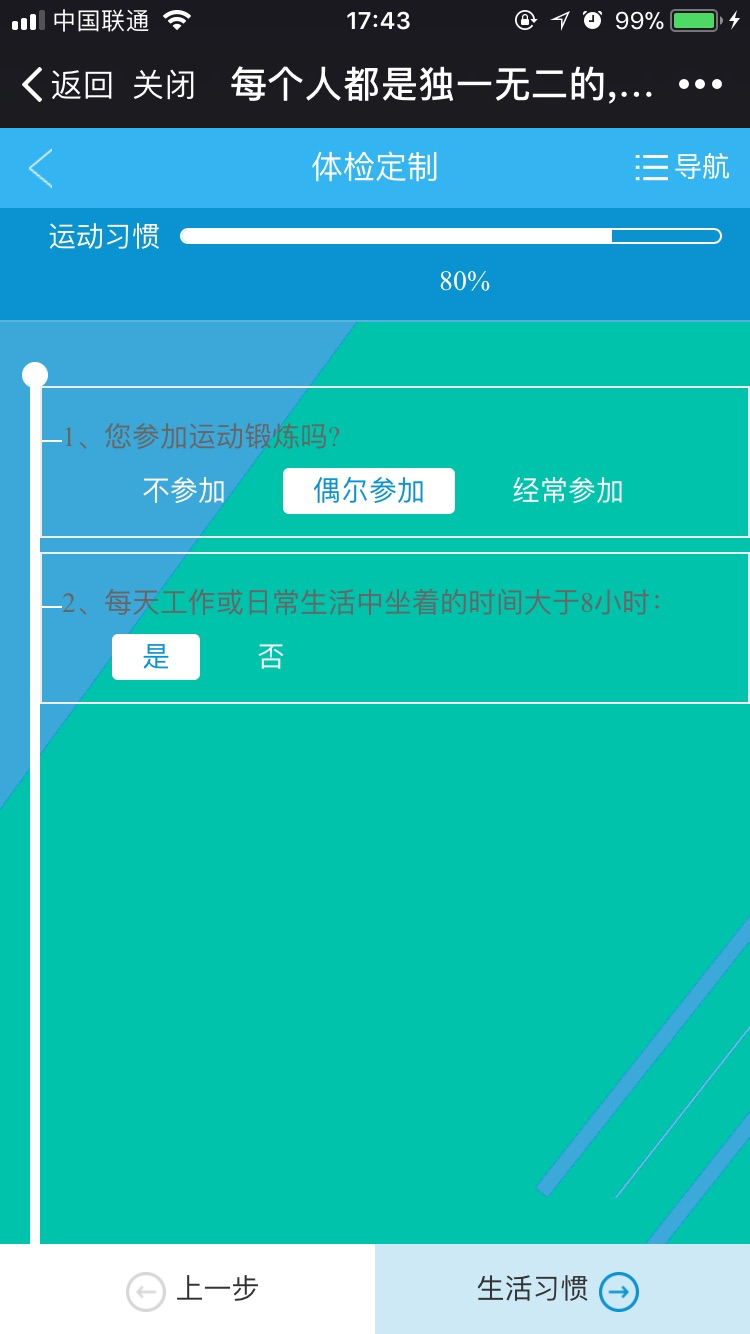 中国联通 17:43 99%
返回 关闭 每个人都是独一无二的,...
体检定制 导航
运动习惯
80%
1、您参加运动锻炼吗?
不参加 偶尔参加 经常参加
2、每天工作或日常生活中坐着的时间大于8小时：
是 否
上一步 生活习惯